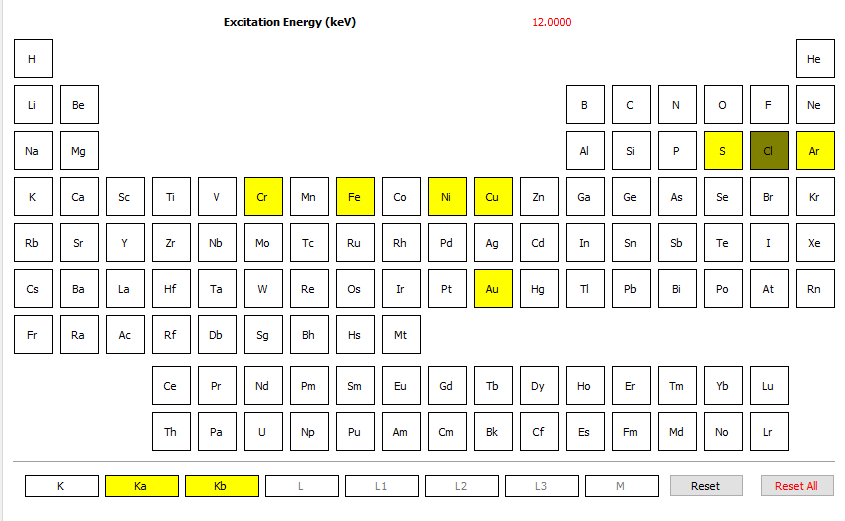 Excitation Energy (keV) 12.0000
H He
Li Be B C N O F Ne
Na Mg Al Si P S Cl Ar
K Ca Sc Ti V Cr Mn Fe Co Ni Cu Zn Ga Ge As Se Br Kr
Rb Sr Y Zr Nb Mo Tc Ru Rh Pd Ag Cd In Sn Sb Te I Xe
Cs Ba La Hf Ta W Re Os Ir Pt Au Hg Tl Pb Bi Po At Rn
Fr Ra Ac Rf Db Sg Bh Hs Mt
Ce Pr Nd Pm Sm Eu Gd Tb Dy Ho Er Tm Yb Lu
Th Pa U Np Pu Am Cm Bk Cf Es Fm Md No Lr
K Ka Kb L L1 L2 L3 M Reset Reset All